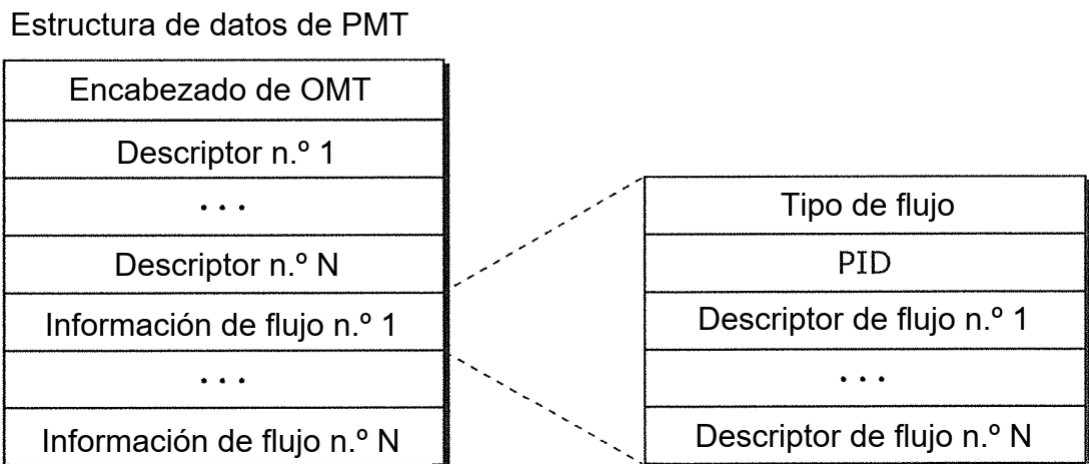 Estructura de datos de PMT
Encabezado de OMT
Descriptor n.º 1
...
Descriptor n.º N
Información de flujo n.º 1
...
Información de flujo n.º N
Tipo de flujo
PID
Descriptor de flujo n.º 1
...
Descriptor de flujo n.º N